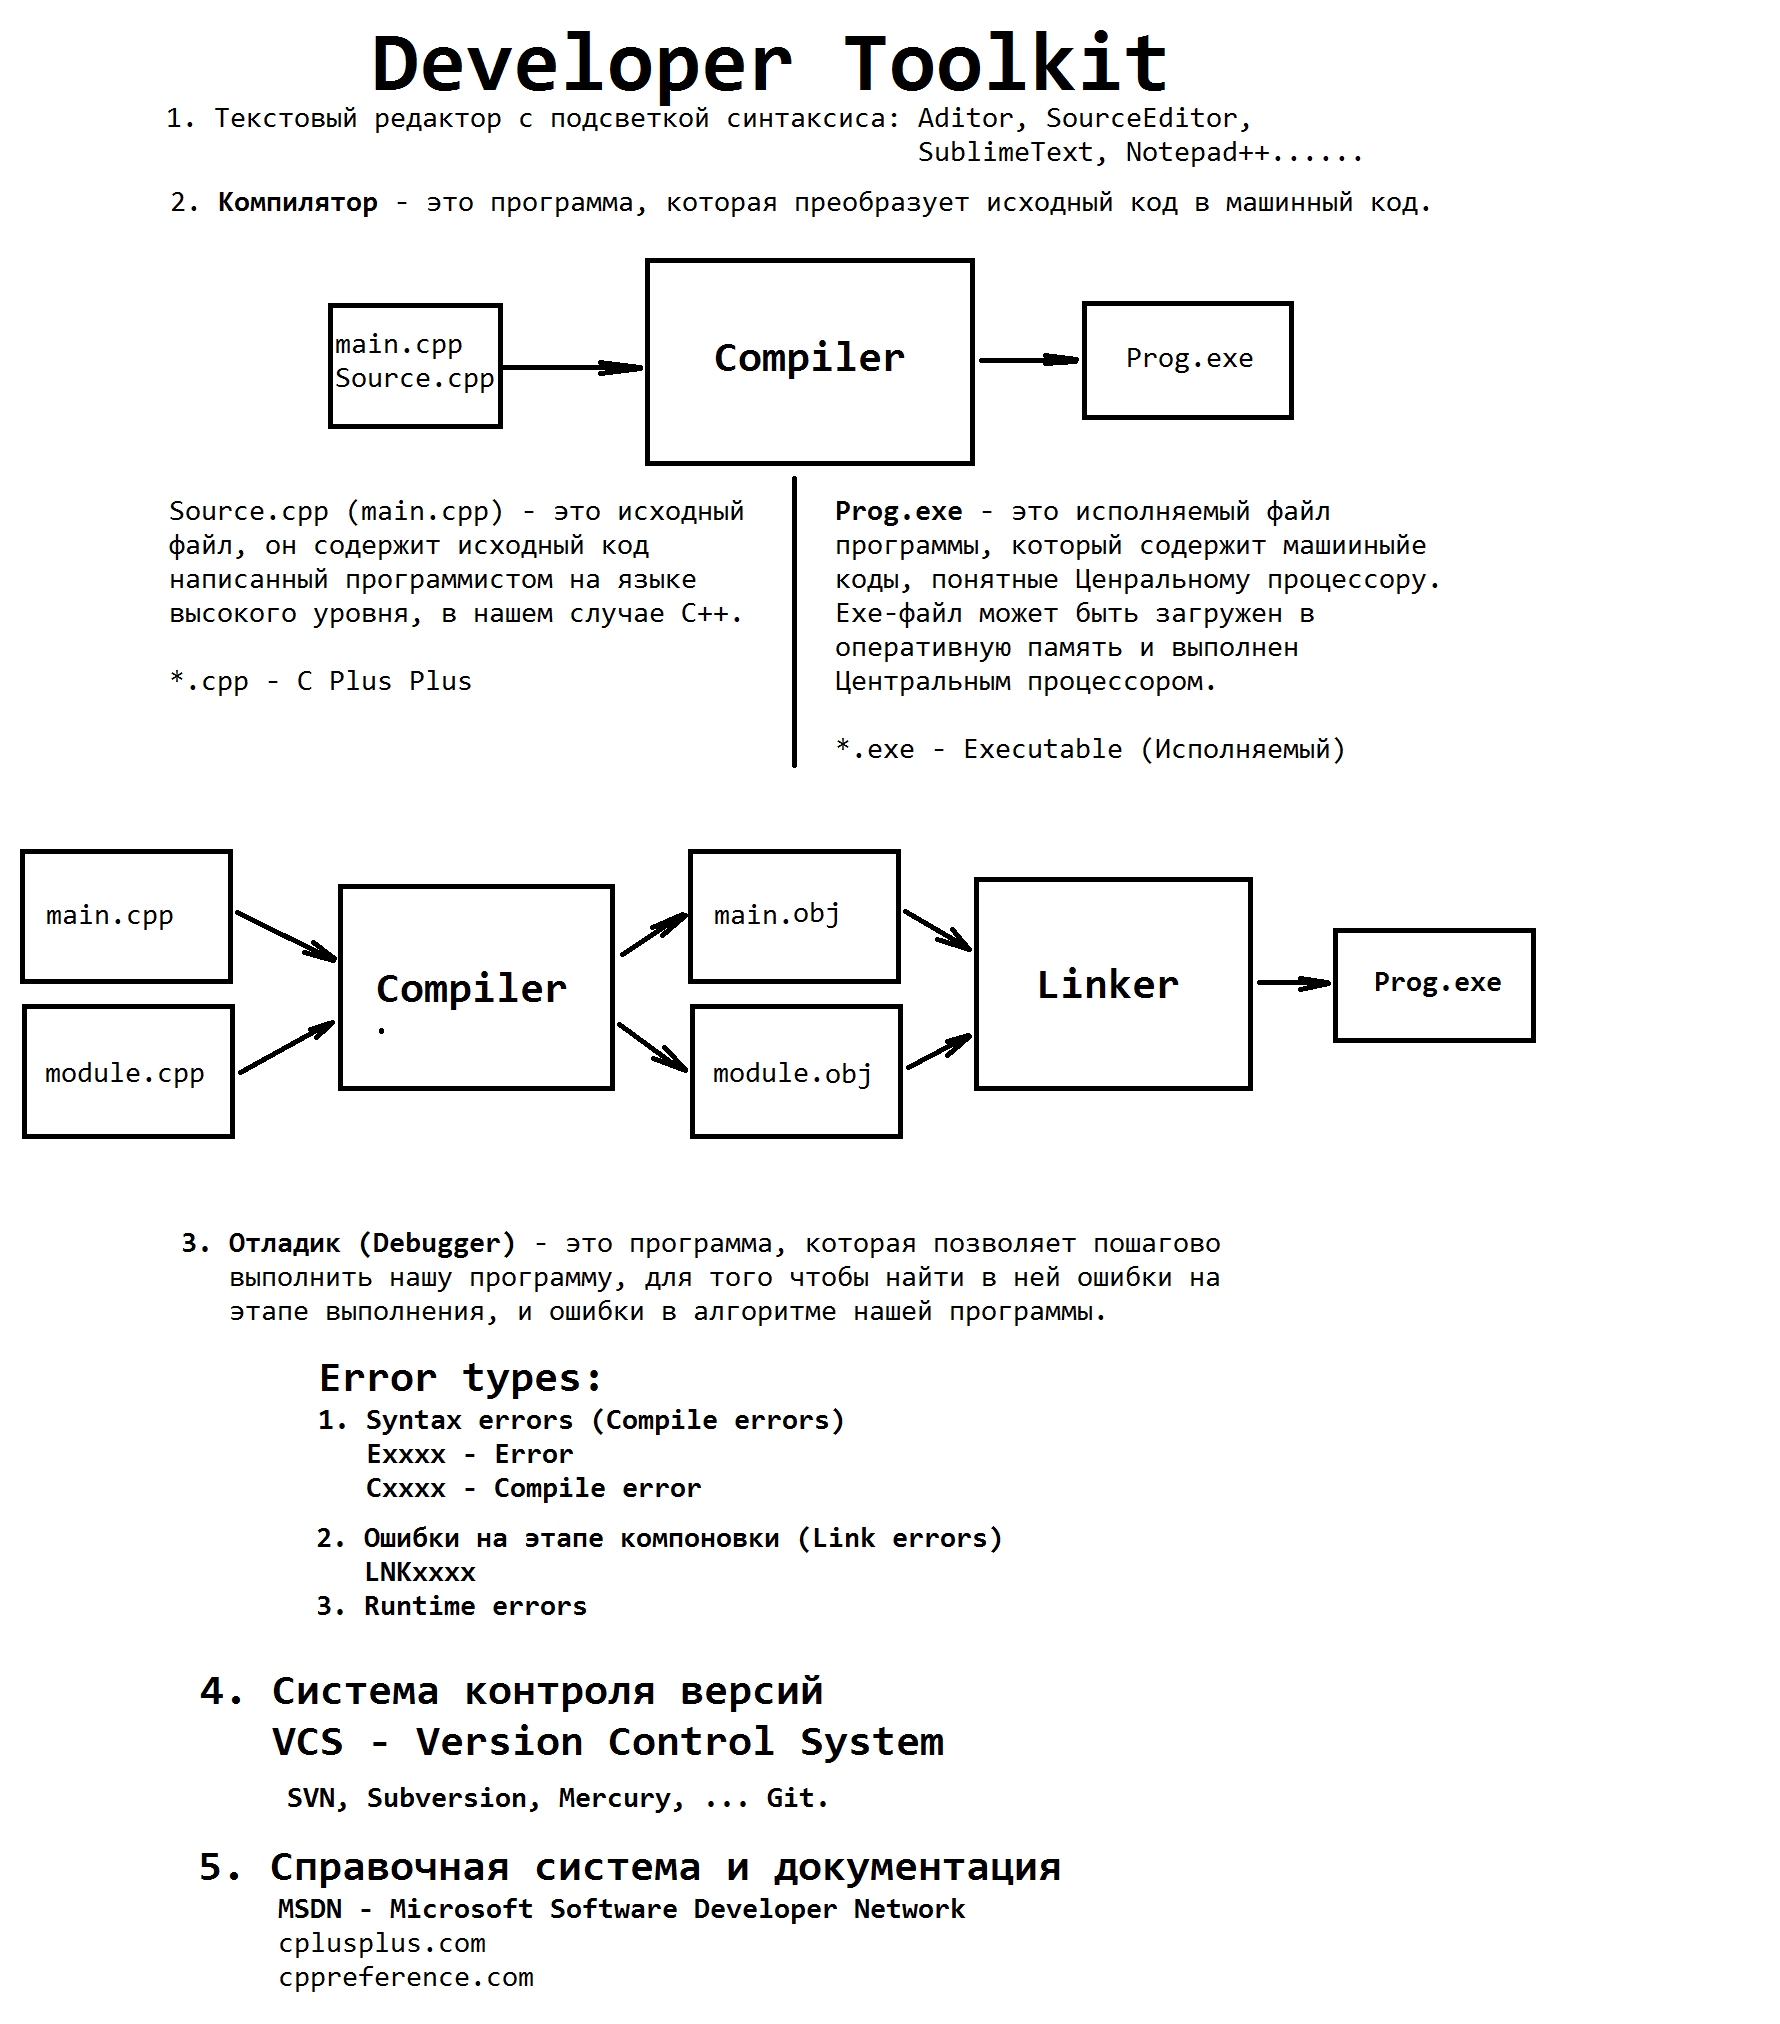 Developer Toolkit
1. Текстовый редактор с подсветкой синтаксиса: Aditor, SourceEditor,
SublimeText, Notepad++......
2. Компилятор - это программа, которая преобразует исходный код в машинный код.
main.cpp
Source.cpp
Compiler
Prog.exe
Source.cpp (main.cpp) - это исходный
файл, он содержит исходный код
написанный программистом на языке
высокого уровня, в нашем случае C++.
*.cpp - C Plus Plus
Prog.exe - это исполняемый файл
программы, который содержит машииныйе
коды, понятные Ценральному процессору.
Exe-файл может быть загружен в
оперативную память и выполнен
Центральным процессором.
*.exe - Executable (Исполняемый)
main.cpp
module.cpp
Compiler
.
main.obj
module.obj
Linker
Prog.exe
3. Отладик (Debugger) - это программа, которая позволяет пошагово
выполнить нашу программу, для того чтобы найти в ней ошибки на
этапе выполнения, и ошибки в алгоритме нашей программы.
Error types:
1. Syntax errors (Compile errors)
Exxxx - Error
Cxxxx - Compile error
2. Ошибки на этапе компоновки (Link errors)
LNKxxxx
3. Runtime errors
4. Система контроля версий
VCS - Version Control System
SVN, Subversion, Mercury, ... Git.
5. Справочная система и документация
MSDN - Microsoft Software Developer Network
cplusplus.com
cppreference.com